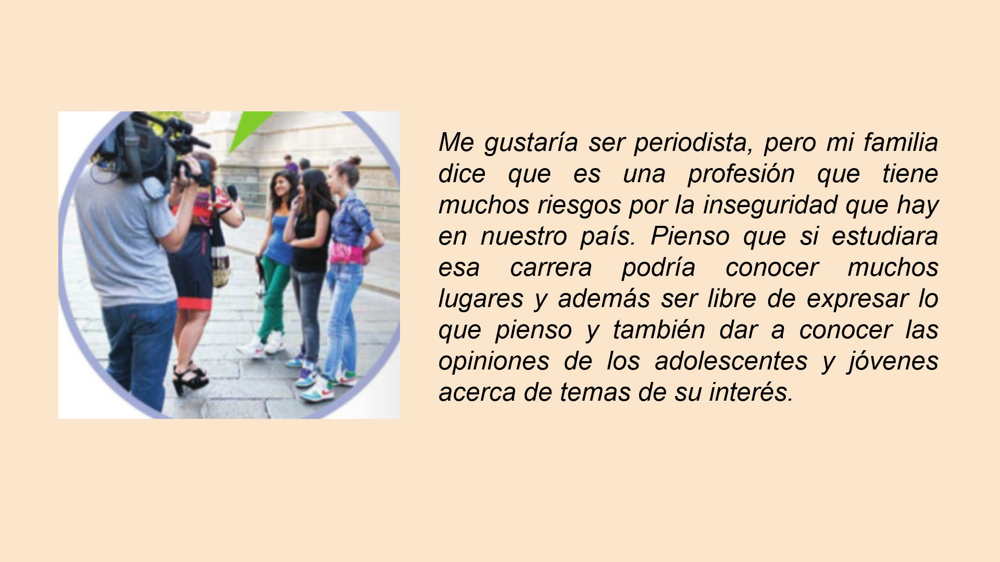 Me gustaría ser periodista, pero mi familia
dice que es una profesión que tiene
muchos riesgos por la inseguridad que hay
en nuestro país. Pienso que si estudiara
esa carrera podría conocer muchos
lugares y además ser libre de expresar lo
que pienso y también dar a conocer las
opiniones de los adolescentes y jóvenes
acerca de temas de su interés.